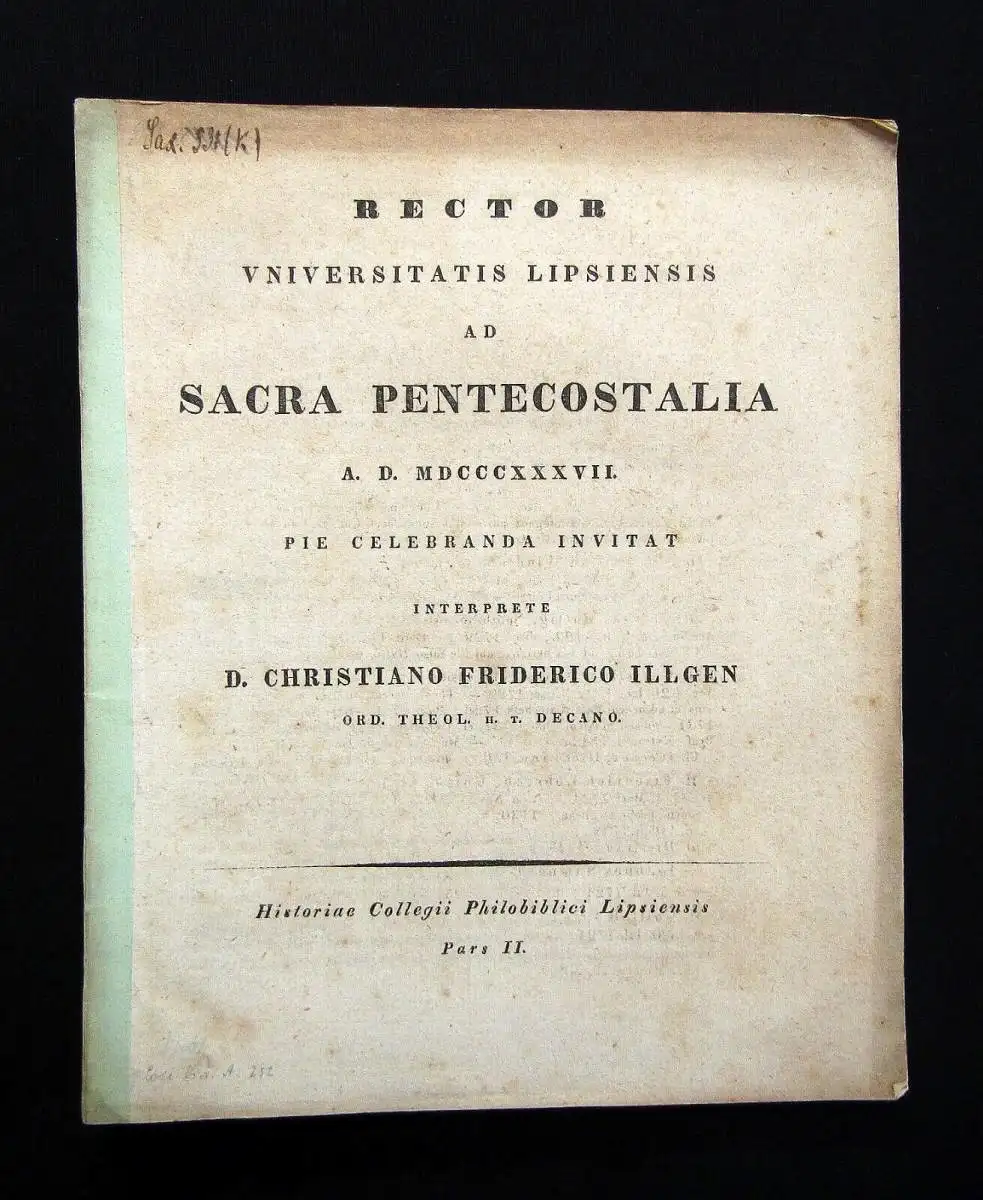 Sax. 
RECTOR
VNIVERSITATIS LIPSIENSIS
AD
SACRA PENTECOSTALIA
A. D. MDCCCXXXVII.
PIE CELEBRANDA INVITAT
INTERPRETE
D. CHRISTIANO FRIDERICO ILLGEN
ORD. THEOL. H. T. DECANO.
Historiae Collegii Philobiblici Lipsiensis
Pars II.